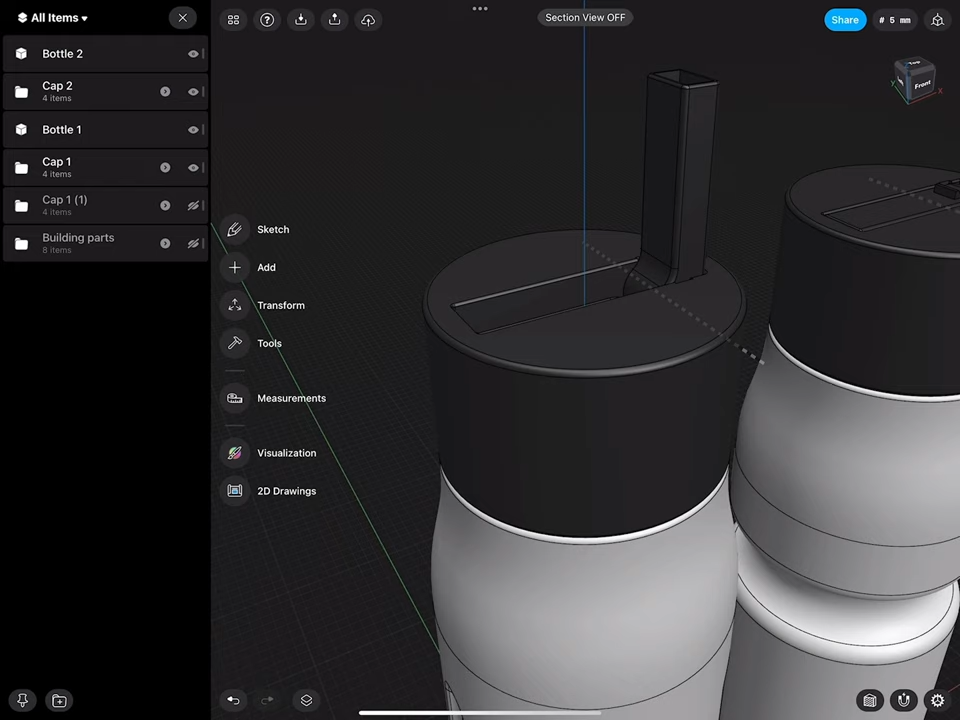 All Items
Section View OFF
Share
# 5 mm
Bottle 2
Cap 2
4 items
Bottle 1
Cap 1
4 items
Cap 1 (1)
4 items
Building parts
8 items
Sketch
Add
Transform
Tools
Measurements
Visualization
2D Drawings
Top
Front
Y
X